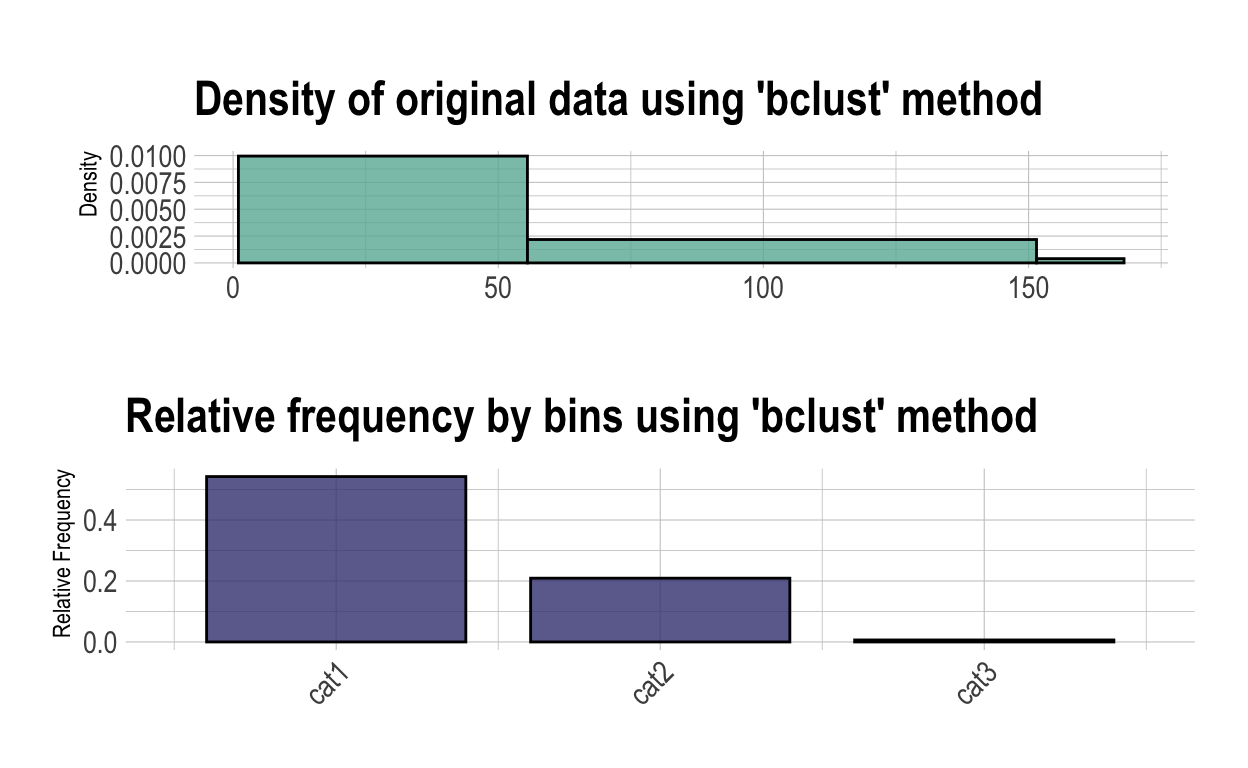 Density of original data using 'bclust' method
Density
0.0100
0.0075
0.0050
0.0025
0.0000
0 50 100 150
Relative frequency by bins using 'bclust' method
Relative Frequency
0.4
0.2
0.0
cat1 cat2 cat3